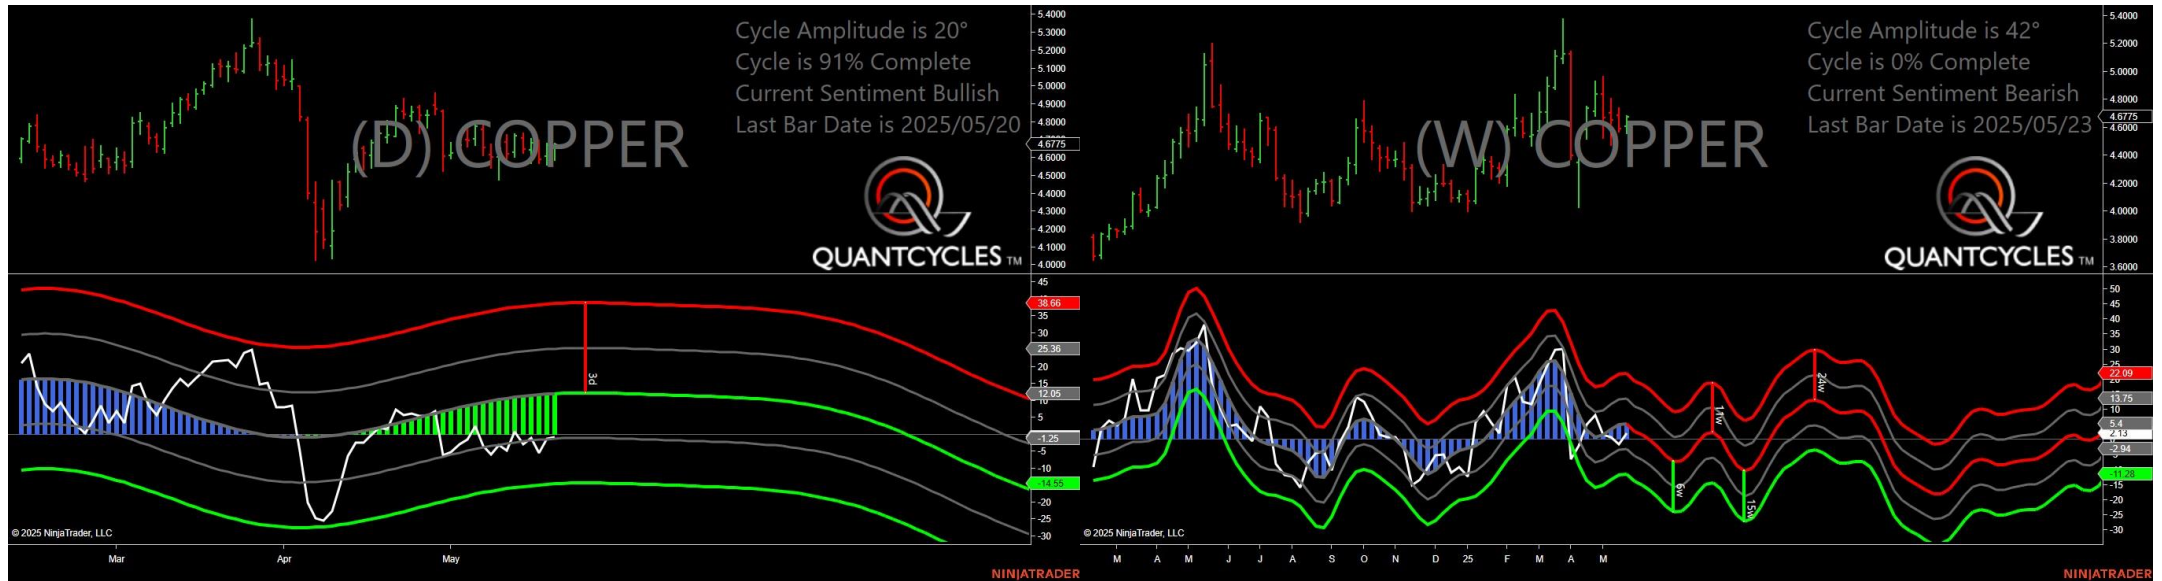 Cycle Amplitude is 20°
Cycle is 91% Complete
Current Sentiment Bullish
Last Bar Date is 2025/05/20
(D) COPPER
QUANTCYCLES TM
5.4000
5.3000
5.2000
5.1000
5.0000
4.9000
4.8000
4.6775
4.6000
4.5000
4.4000
4.3000
4.2000
4.1000
4.0000
45
38.66
35
30
25.36
20
15
12.05
10
5
-1.25
-5
-10
-14.55
-20
-25
-30
3d
© 2025 NinjaTrader, LLC
Mar Apr May
NINJATRADER
Cycle Amplitude is 42°
Cycle is 0% Complete
Current Sentiment Bearish
Last Bar Date is 2025/05/23
(W) COPPER
QUANTCYCLES TM
5.4000
5.2000
5.0000
4.8000
4.6775
4.6000
4.4000
4.2000
4.0000
3.8000
3.6000
50
45
40
35
30
25
22.09
13.75
10
5.4
2.13
-2.94
-11.28
-15
-20
-25
-30
6w
15w
24w
© 2025 NinjaTrader, LLC
M A M J J A S O N D 25 F M A M
NINJATRADER